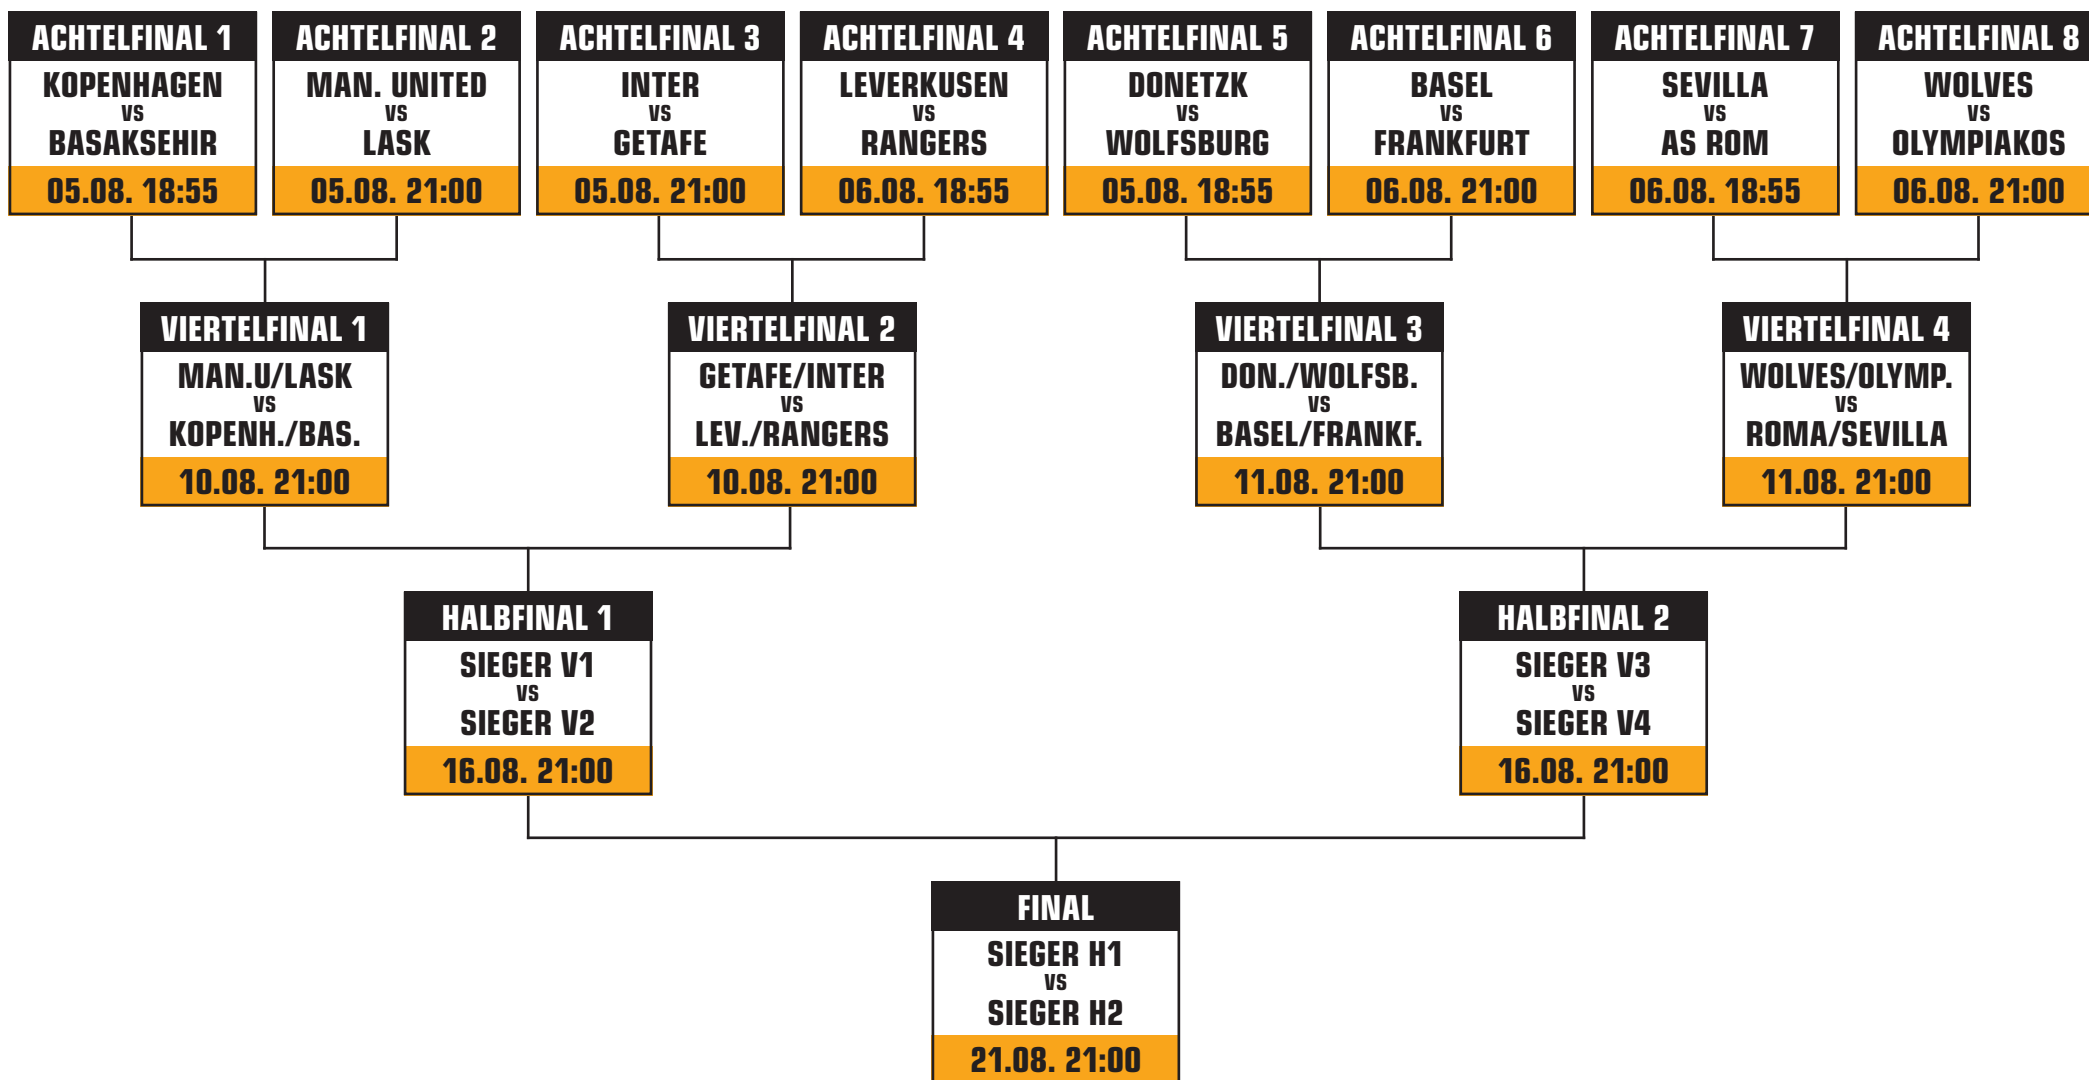 ACHTELFINAL 1
KOPENHAGEN
VS
BASAKSEHIR
05.08. 18:55
ACHTELFINAL 2
MAN. UNITED
VS
LASK
05.08. 21:00
ACHTELFINAL 3
INTER
VS
GETAFE
05.08. 21:00
ACHTELFINAL 4
LEVERKUSEN
VS
RANGERS
06.08. 18:55
ACHTELFINAL 5
DONETZK
VS
WOLFSBURG
05.08. 18:55
ACHTELFINAL 6
BASEL
VS
FRANKFURT
06.08. 21:00
ACHTELFINAL 7
SEVILLA
VS
AS ROM
06.08. 18:55
ACHTELFINAL 8
WOLVES
VS
OLYMPIAKOS
06.08. 21:00
VIERTELFINAL 1
MAN.U/LASK
VS
KOPENH./BAS.
10.08. 21:00
VIERTELFINAL 2
GETAFE/INTER
VS
LEV./RANGERS
10.08. 21:00
VIERTELFINAL 3
DON./WOLFSB.
VS
BASEL/FRANKF.
11.08. 21:00
VIERTELFINAL 4
WOLVES/OLYMP.
VS
ROMA/SEVILLA
11.08. 21:00
HALBFINAL 1
SIEGER V1
VS
SIEGER V2
16.08. 21:00
HALBFINAL 2
SIEGER V3
VS
SIEGER V4
16.08. 21:00
FINAL
SIEGER H1
VS
SIEGER H2
21.08. 21:00